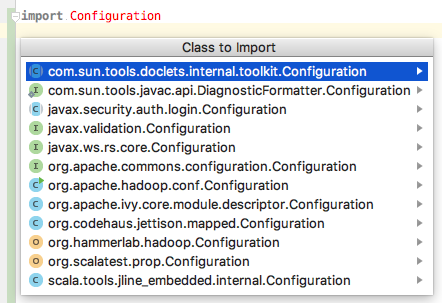 import Configuration
Class to Import
C com.sun.tools.doclets.internal.toolkit.Configuration
I com.sun.tools.javac.api.DiagnosticFormatter.Configuration
C javax.security.auth.login.Configuration
I javax.validation.Configuration
I javax.ws.rs.core.Configuration
I org.apache.commons.configuration.Configuration
C org.apache.hadoop.conf.Configuration
C org.apache.ivy.core.module.descriptor.Configuration
C org.codehaus.jettison.mapped.Configuration
O org.hammerlab.hadoop.Configuration
O org.scalatest.prop.Configuration
C scala.tools.jline_embedded.internal.Configuration